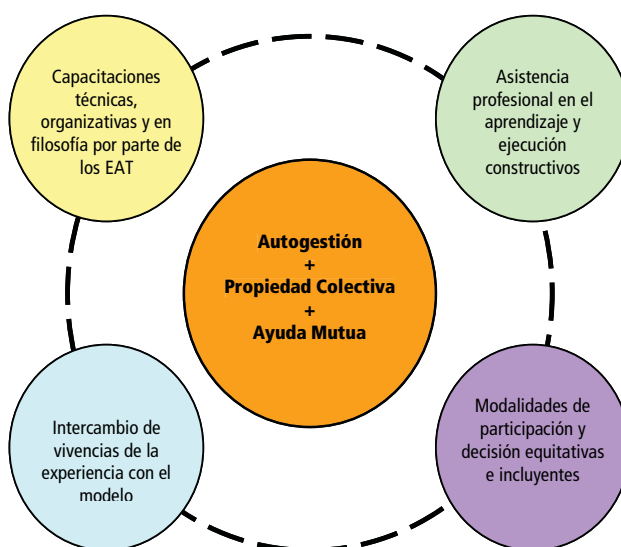 Capacitaciones
técnicas,
organizativas y en
filosofía por parte de
los EAT
Asistencia
profesional en el
aprendizaje y
ejecución
constructivos
Autogestión
+
Propiedad Colectiva
+
Ayuda Mutua
Intercambio de
vivencias de la
experiencia con el
modelo
Modalidades de
participación y
decisión equitativas
e incluyentes